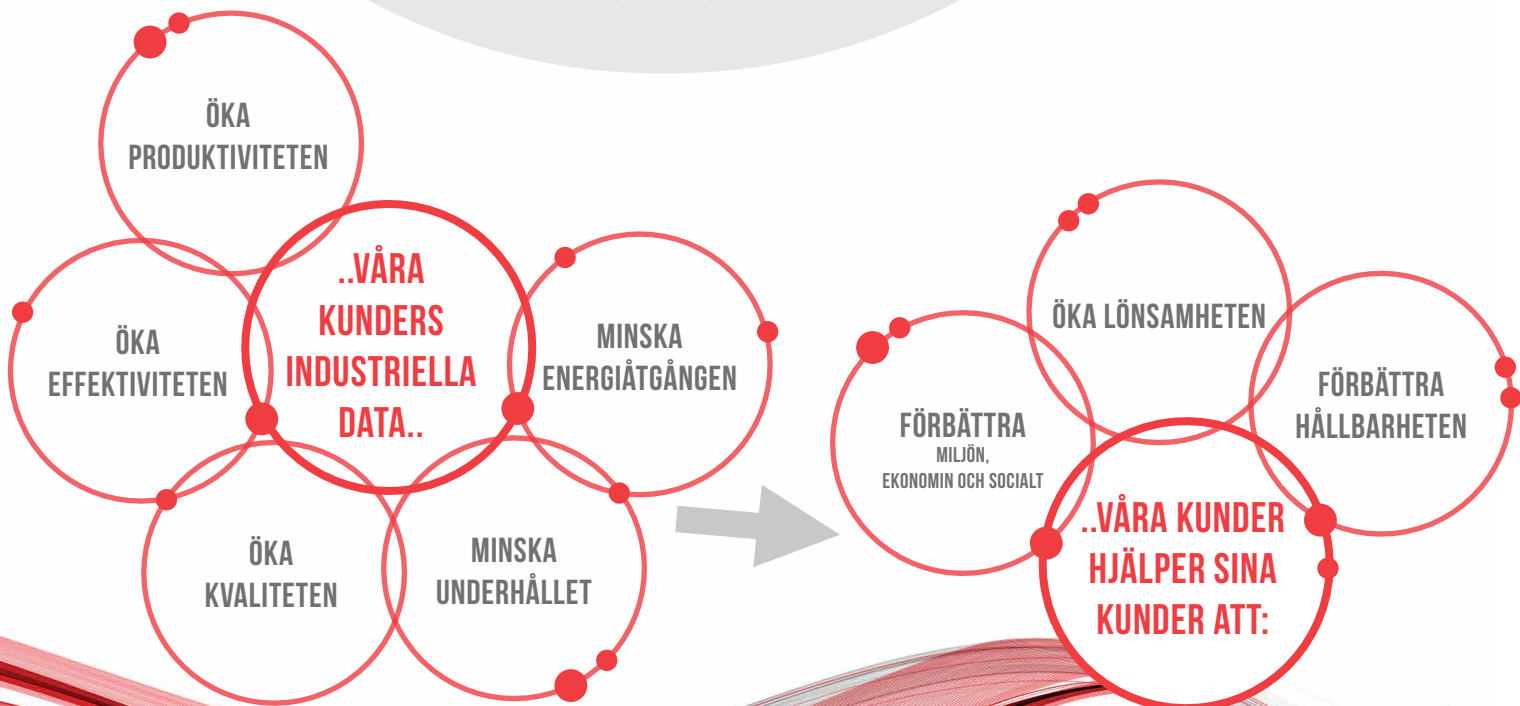 ÖKA
PRODUKTIVITETEN
..VÅRA
KUNDERS
INDUSTRIELLA
DATA..
ÖKA
EFFEKTIVITETEN
MINSKA
ENERGIÅTGÅNGEN
ÖKA
KVALITETEN
MINSKA
UNDERHÅLLET
ÖKA LÖNSAMHETEN
FÖRBÄTTRA
MILJÖN,
EKONOMIN OCH SOCIALT
FÖRBÄTTRA
HÅLLBARHETEN
..VÅRA KUNDER
HJÄLPER SINA
KUNDER ATT: